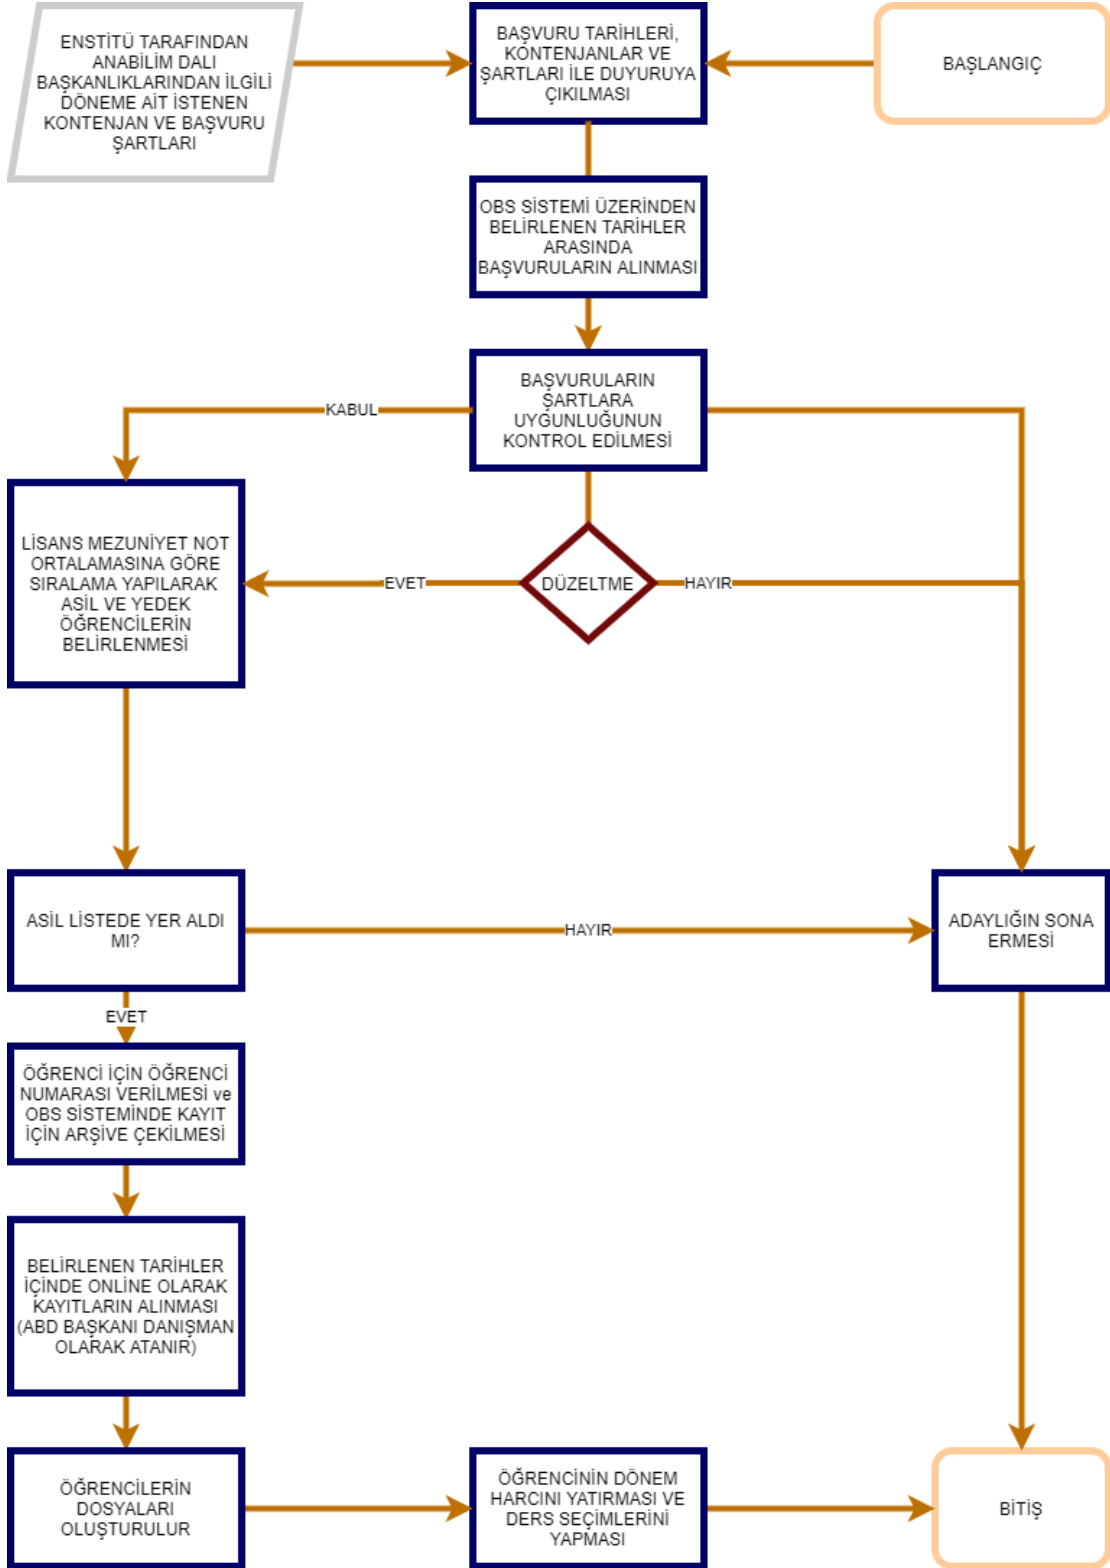 ENSTİTÜ TARAFINDAN
ANABİLİM DALI
BAŞKANLIKLARINDAN İLGİLİ
DÖNEME AİT İSTENEN
KONTENJAN VE BAŞVURU
ŞARTLARI
BAŞVURU TARİHLERİ,
KONTENJANLAR VE
ŞARTLARI İLE DUYURUYA
ÇIKILMASI
BAŞLANGIÇ
OBS SİSTEMİ ÜZERİNDEN
BELİRLENEN TARİHLER
ARASINDA
BAŞVURULARIN ALINMASI
BAŞVURULARIN
ŞARTLARA
UYGUNLUĞUNUN
KONTROL EDİLMESİ
KABUL
LİSANS MEZUNİYET NOT
ORTALAMASINA GÖRE
SIRALAMA YAPILARAK
ASİL VE YEDEK
ÖĞRENCİLERİN
BELİRLENMESİ
EVET
DÜZELTME
HAYIR
ASİL LİSTEDE YER ALDI
MI?
HAYIR
ADAYLIĞIN SONA
ERMESİ
EVET
ÖĞRENCİ İÇİN ÖĞRENCİ
NUMARASI VERİLMESİ ve
OBS SİSTEMİNDE KAYIT
İÇİN ARŞİVE ÇEKİLMESİ
BELİRLENEN TARİHLER
İÇİNDE ONLINE OLARAK
KAYITLARIN ALINMASI
(ABD BAŞKANI DANIŞMAN
OLARAK ATANIR)
ÖĞRENCİLERİN
DOSYALARI
OLUŞTURULUR
ÖĞRENCİNİN DÖNEM
HARCINI YATIRMASI VE
DERS SEÇİMLERİNİ
YAPMASI
BİTİŞ